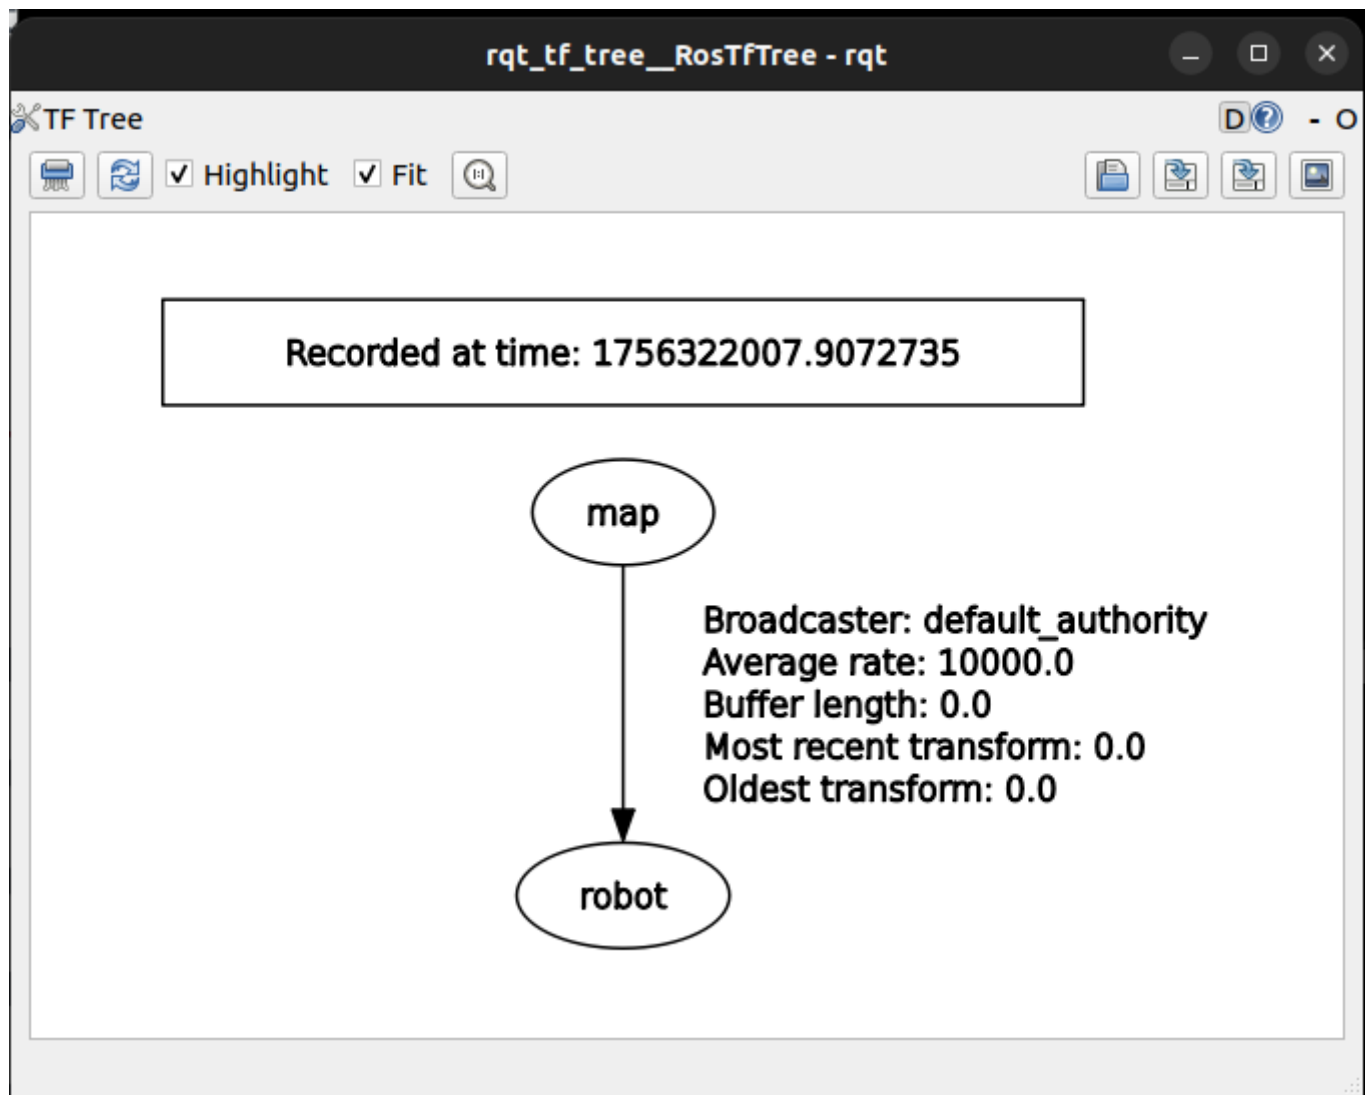 rqt_tf_tree__RosTfTree - rqt
TF Tree
D
- O
Highlight
Fit
Recorded at time: 1756322007.9072735
map
Broadcaster: default_authority
Average rate: 10000.0
Buffer length: 0.0
Most recent transform: 0.0
Oldest transform: 0.0
robot